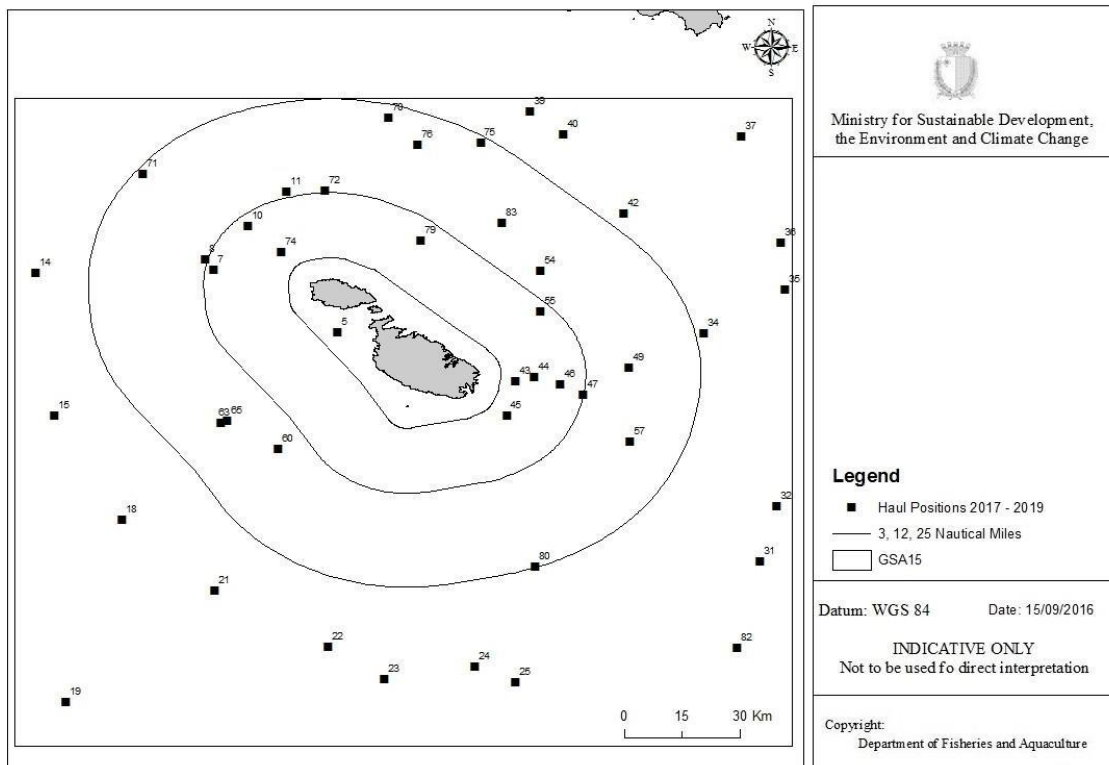 N
W E
S
39
70
40
37
75
76
71
11
72
10
42
83
79
36
74
8
7
54
14
35
55
5
34
49
44
43
46
47
15
45
63 65
57
60
32
18
31
80
21
22
82
24
23
25
19
0 15 30 Km
Ministry for Sustainable Development,
the Environment and Climate Change
Legend
Haul Positions 2017 - 2019
3, 12, 25 Nautical Miles
GSA15
Datum: WGS 84 Date: 15/09/2016
INDICATIVE ONLY
Not to be used fo direct interpretation
Copyright:
Department of Fisheries and Aquaculture